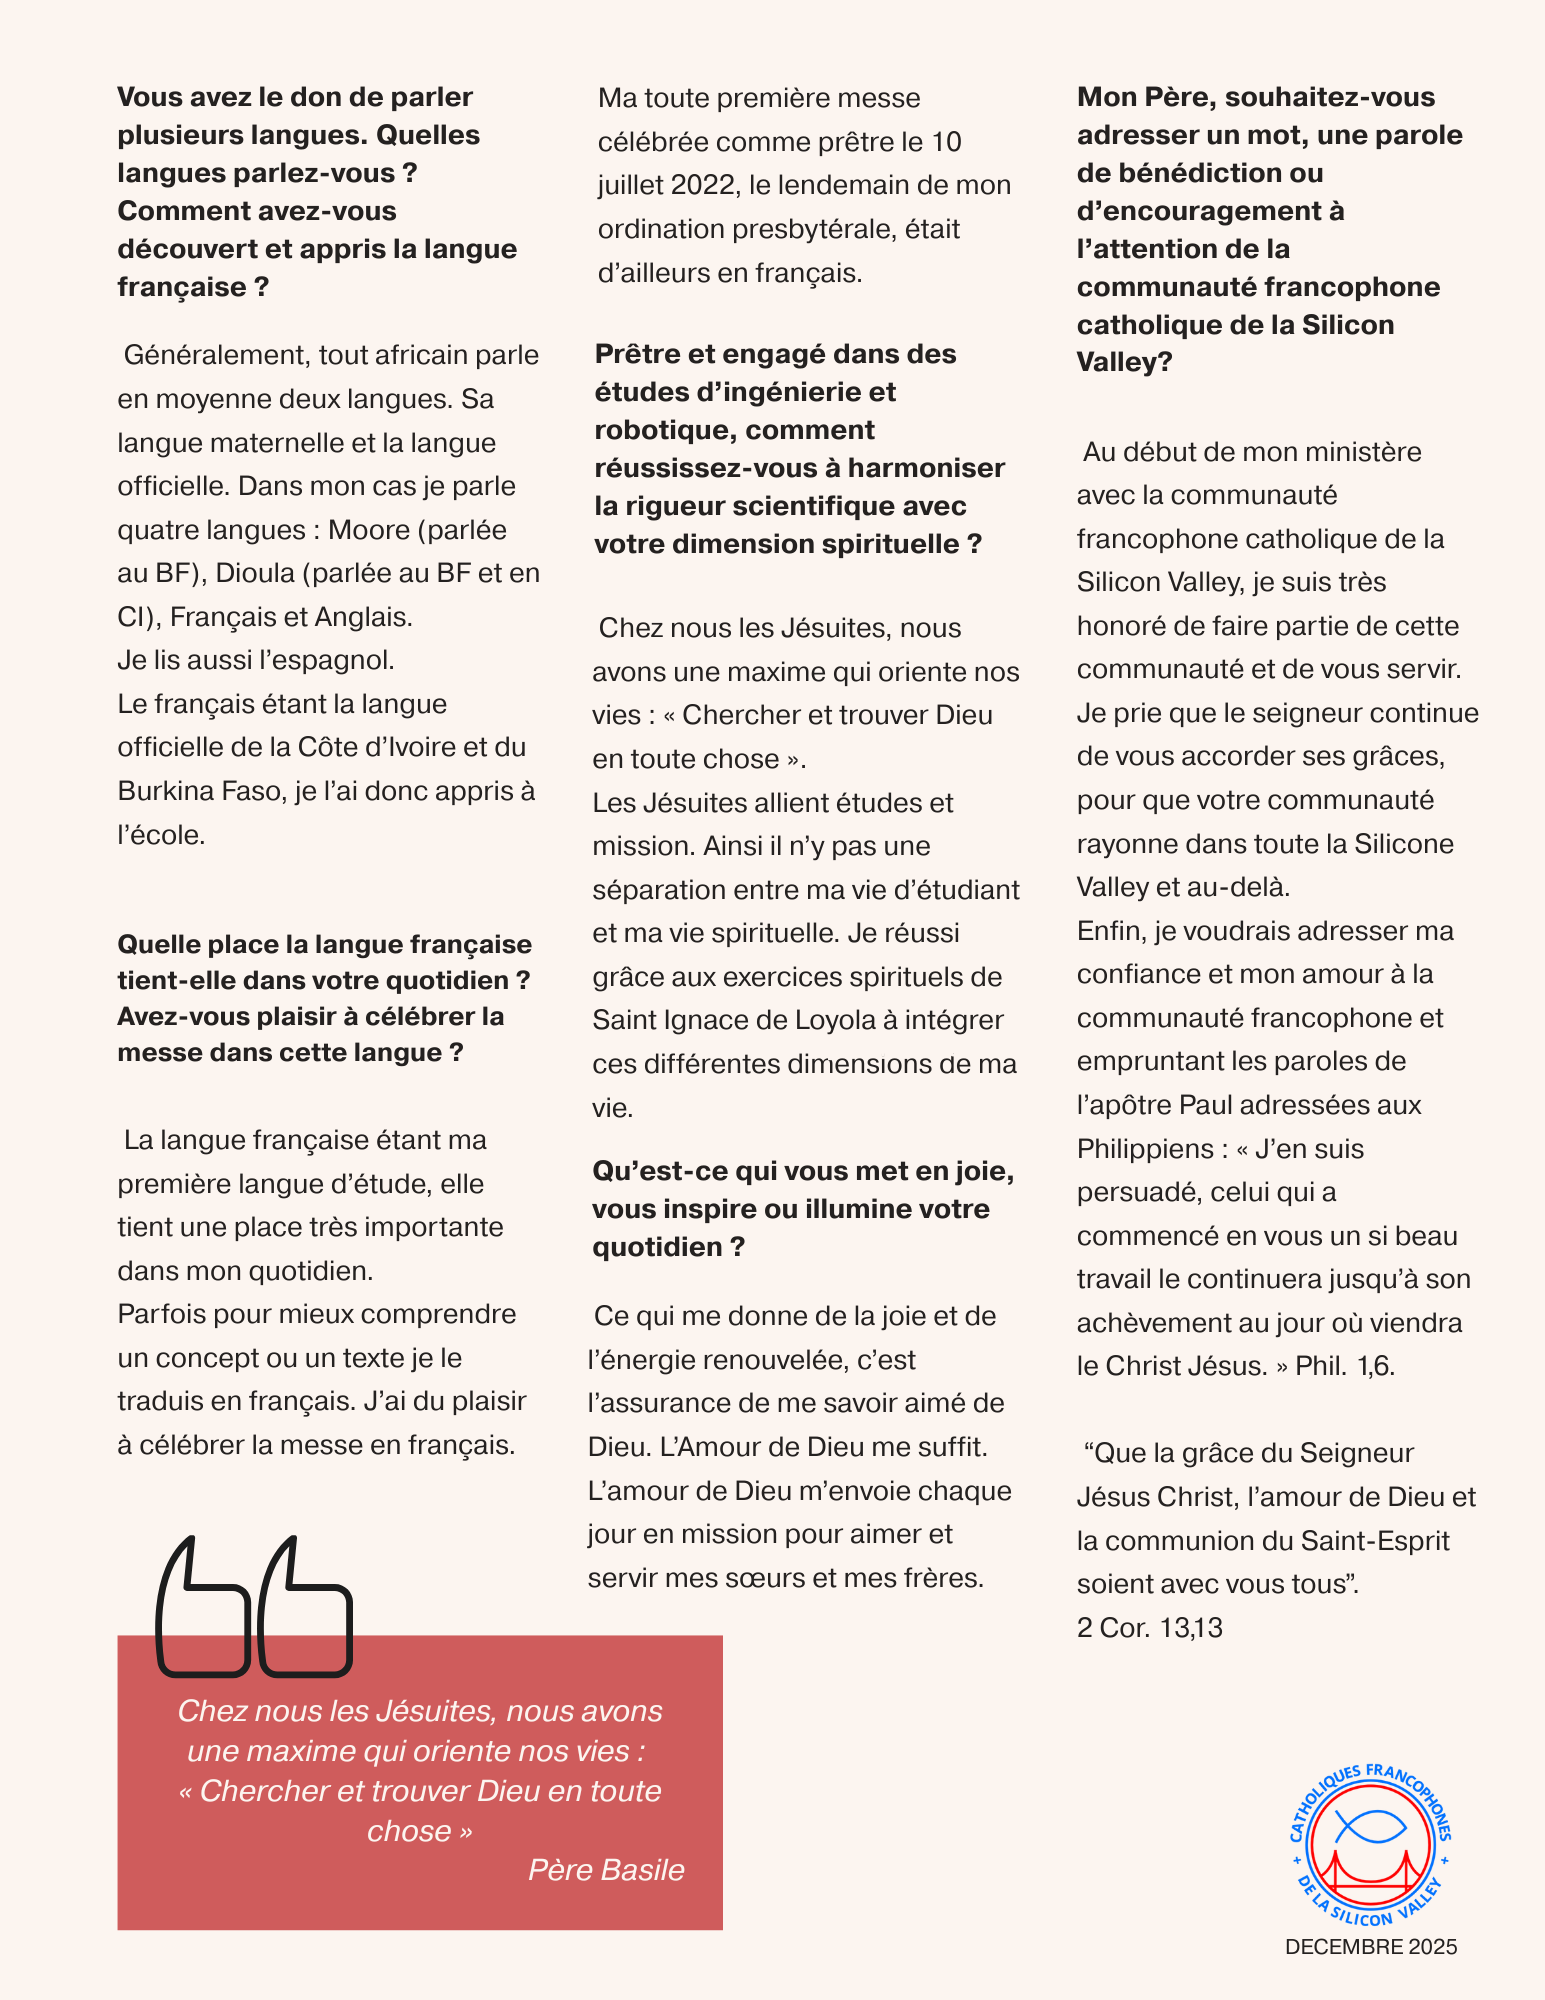 Vous avez le don de parler
plusieurs langues. Quelles
langues parlez-vous ?
Comment avez-vous
découvert et appris la langue
française ?
Généralement, tout africain parle
en moyenne deux langues. Sa
langue maternelle et la langue
officielle. Dans mon cas je parle
quatre langues : Moore (parlée
au BF), Dioula (parlée au BF et en
CI), Français et Anglais.
Je lis aussi l’espagnol.
Le français étant la langue
officielle de la Côte d’Ivoire et du
Burkina Faso, je l’ai donc appris à
l’école.
Quelle place la langue française
tient-elle dans votre quotidien ?
Avez-vous plaisir à célébrer la
messe dans cette langue ?
La langue française étant ma
première langue d’étude, elle
tient une place très importante
dans mon quotidien.
Parfois pour mieux comprendre
un concept ou un texte je le
traduis en français. J’ai du plaisir
à célébrer la messe en français.
Ma toute première messe
célébrée comme prêtre le 10
juillet 2022, le lendemain de mon
ordination presbytérale, était
d’ailleurs en français.
Prêtre et engagé dans des
études d’ingénierie et
robotique, comment
réussissez-vous à harmoniser
la rigueur scientifique avec
votre dimension spirituelle ?
Chez nous les Jésuites, nous
avons une maxime qui oriente nos
vies : « Chercher et trouver Dieu
en toute chose ».
Les Jésuites allient études et
mission. Ainsi il n’y pas une
séparation entre ma vie d’étudiant
et ma vie spirituelle. Je réussi
grâce aux exercices spirituels de
Saint Ignace de Loyola à intégrer
ces différentes dimensions de ma
vie.
Qu’est-ce qui vous met en joie,
vous inspire ou illumine votre
quotidien ?
Ce qui me donne de la joie et de
l’énergie renouvelée, c’est
l’assurance de me savoir aimé de
Dieu. L’Amour de Dieu me suffit.
L’amour de Dieu m’envoie chaque
jour en mission pour aimer et
servir mes sœurs et mes frères.
Mon Père, souhaitez-vous
adresser un mot, une parole
de bénédiction ou
d’encouragement à
l’attention de la
communauté francophone
catholique de la Silicon
Valley?
Au début de mon ministère
avec la communauté
francophone catholique de la
Silicon Valley, je suis très
honoré de faire partie de cette
communauté et de vous servir.
Je prie que le seigneur continue
de vous accorder ses grâces,
pour que votre communauté
rayonne dans toute la Silicone
Valley et au-delà.
Enfin, je voudrais adresser ma
confiance et mon amour à la
communauté francophone et
empruntant les paroles de
l’apôtre Paul adressées aux
Philippiens : « J’en suis
persuadé, celui qui a
commencé en vous un si beau
travail le continuera jusqu’à son
achèvement au jour où viendra
le Christ Jésus. » Phil. 1,6.
“Que la grâce du Seigneur
Jésus Christ, l’amour de Dieu et
la communion du Saint-Esprit
soient avec vous tous”.
2 Cor. 13,13
Chez nous les Jésuites, nous avons
une maxime qui oriente nos vies :
« Chercher et trouver Dieu en toute
chose »
Père Basile
CATHOLIQUES FRANCOPHONES
+ DE LA SILICON VALLEY +
DECEMBRE 2025